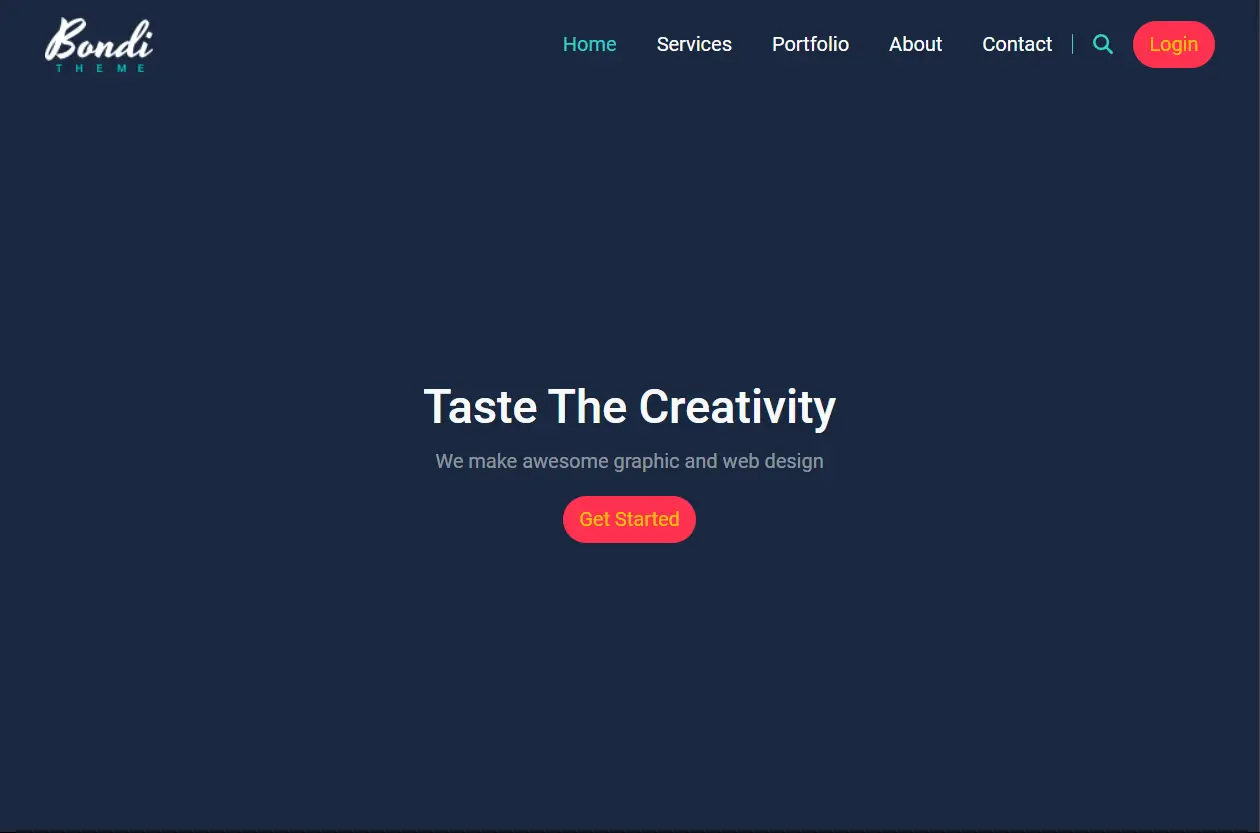 Bondi
THEME
Home Services Portfolio About Contact Login
Taste The Creativity
We make awesome graphic and web design
Get Started